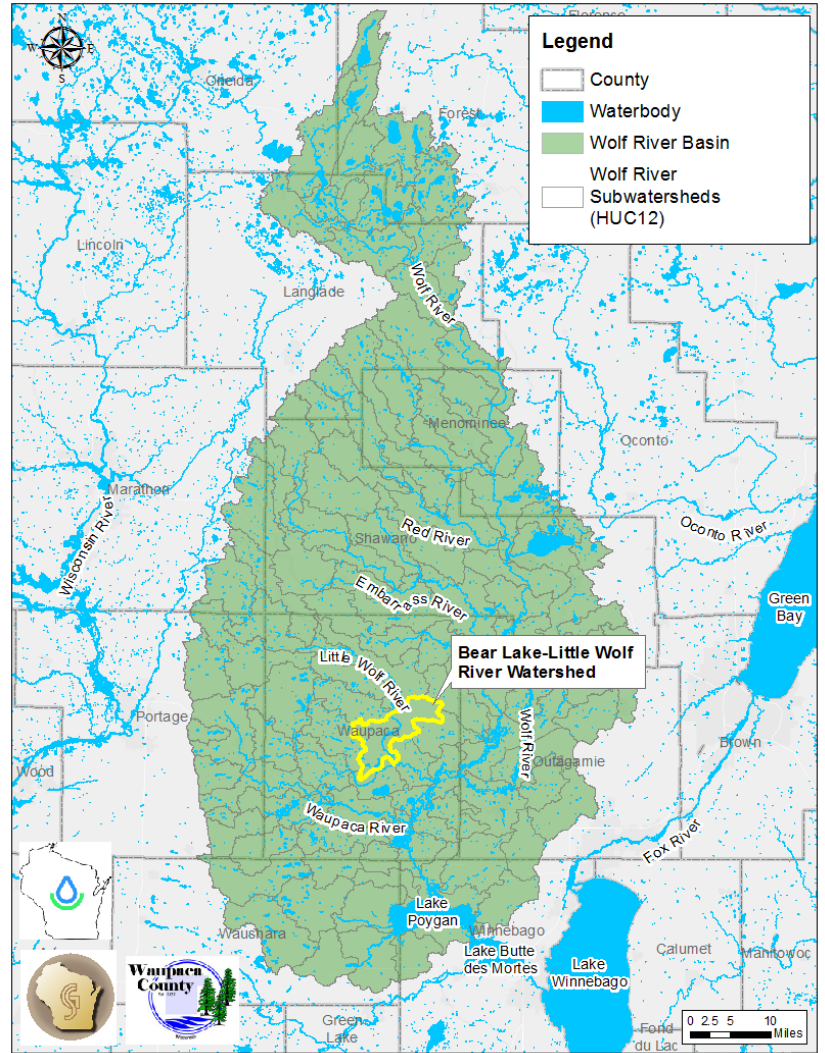 Florence
N
W
E
S
Oneida
Forest
Legend
County
Waterbody
Wolf River Basin
Wolf River
Subwatersheds
(HUC12)
Lincoln
Langlade
Wolf River
Menominee
Oconto
Marathon
Wisconsin River
Red River
Shawano
Oconto River
Embarrass River
Green
Bay
Little Wolf River
Bear Lake-Little Wolf
River Watershed
Portage
Waupaca
Wolf River
Brown
Wood
Outagamie
Waupaca River
Fox River
Lake
Poygan
Waushara
Winnebago
Lake Butte
des Mortes
Calumet
Manitowoc
Lake
Winnebago
Waupaca
County
Green
Lake
Fond
du Lac
0 2.5 5 10
Miles